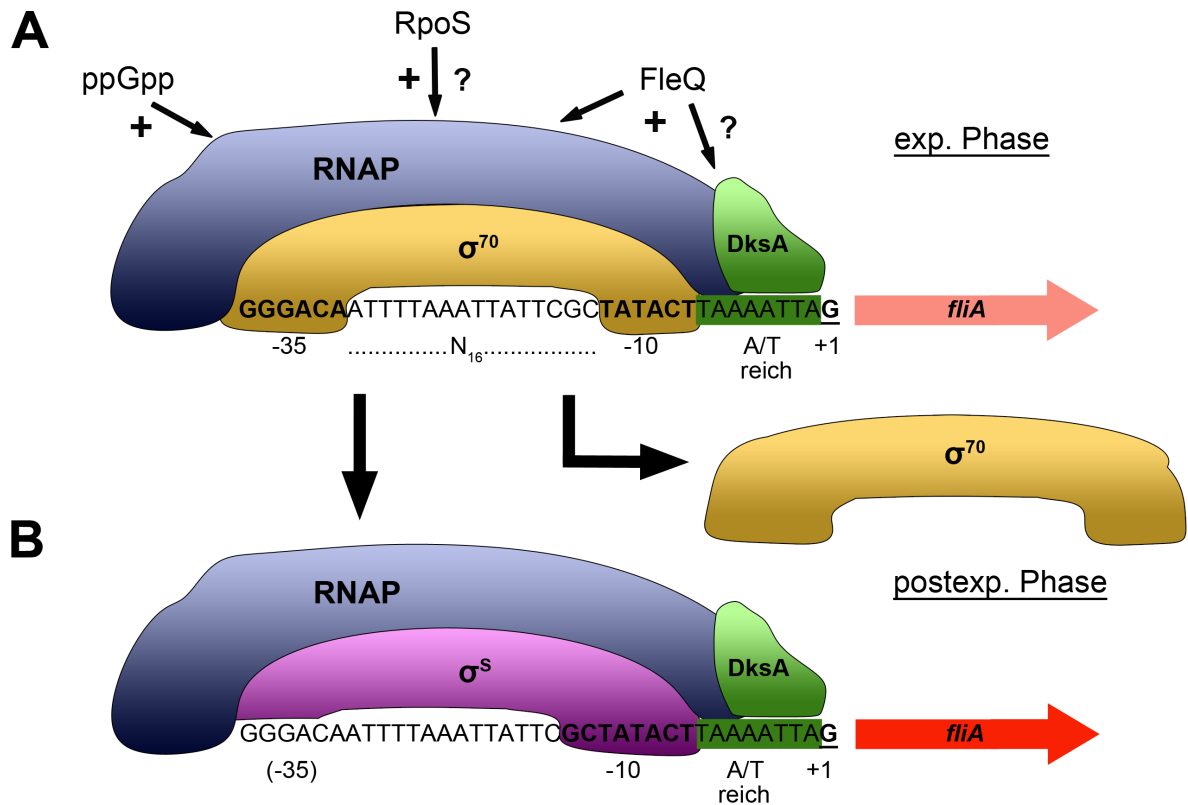 A
RpoS
ppGpp
FleQ
+
+ ?
+ ?
exp. Phase
RNAP
DksA
σ70
GGGACAATTTTAAATTATTCGCTATACTTAAAATTAG
fliA
-35 ...............N16................ -10 A/T +1
reich
σ70
B
postexp. Phase
RNAP
DksA
σS
GGGACAATTTTAAATTATTCGCTATACTTAAAATTAG
fliA
(-35) -10 A/T +1
reich